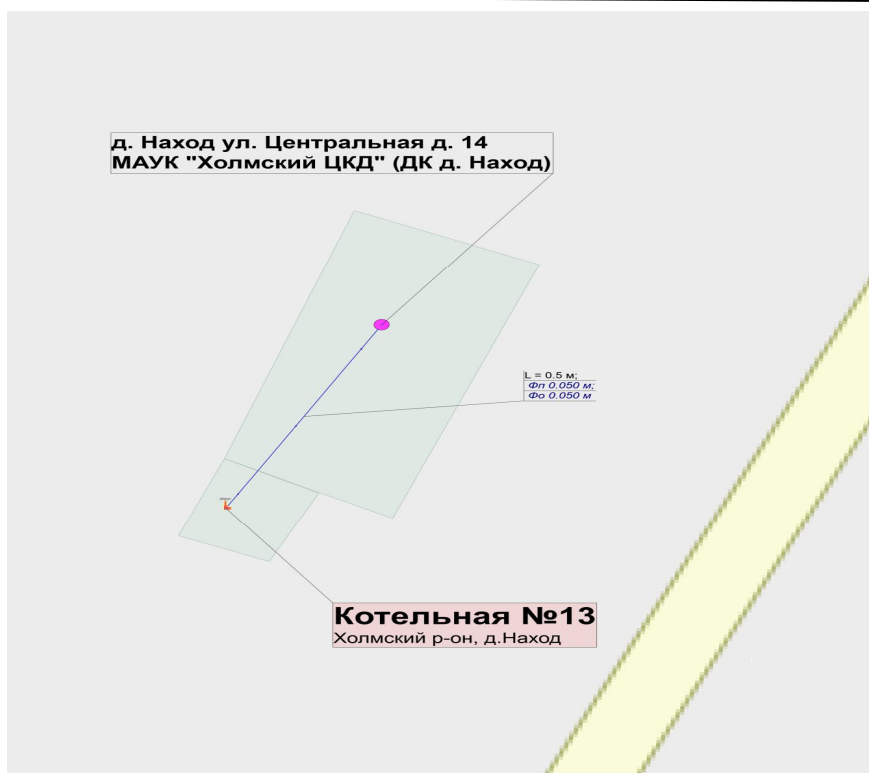 д. Наход ул. Центральная д. 14
МАУК "Холмский ЦКД" (ДК д. Наход)
L = 0.5 м;
Фп 0.050 м;
Фо 0.050 м
Котельная №13
Холмский р-он, д.Наход